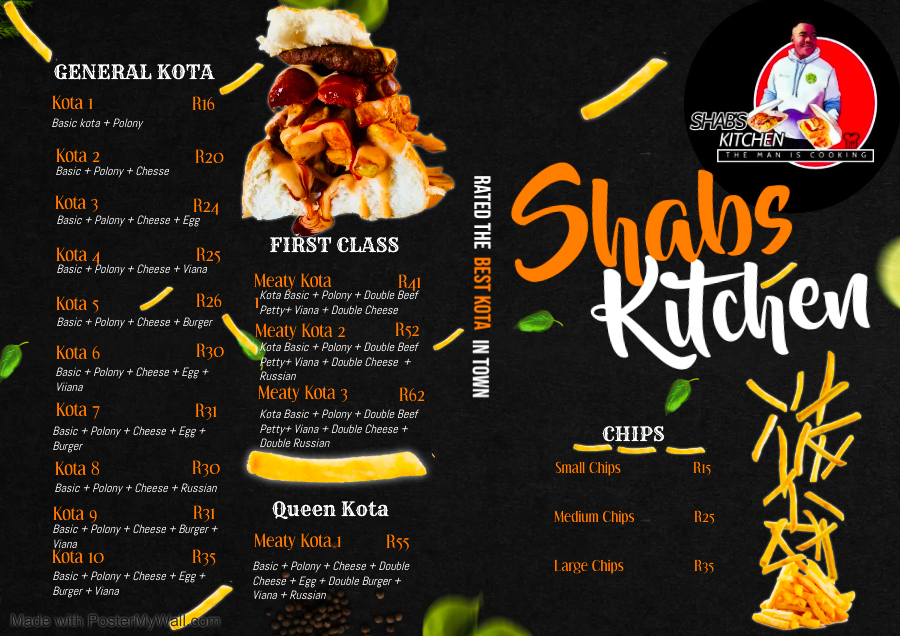 GENERAL KOTA
Kota 1 R16
Basic kota + Polony
Kota 2 R20
Basic + Polony + Chesse
Kota 3 R24
Basic + Polony + Cheese + Egg
Kota 4 R25
Basic + Polony + Cheese + Viana
Kota 5 R26
Basic + Polony + Cheese + Burger
Kota 6 R30
Basic + Polony + Cheese + Egg +
Viiana
Kota 7 R31
Basic + Polony + Cheese + Egg +
Burger
Kota 8 R30
Basic + Polony + Cheese + Russian
Kota 9 R31
Basic + Polony + Cheese + Burger +
Viana
Kota 10 R35
Basic + Polony + Cheese + Egg +
Burger + Viana
Made with PosterMyWall.com
FIRST CLASS
Meaty Kota R41
1
Kota Basic + Polony + Double Beef
Petty+ Viana + Double Cheese
Meaty Kota 2 R52
Kota Basic + Polony + Double Beef
Petty+ Viana + Double Cheese +
Russian
Meaty Kota 3 R62
Kota Basic + Polony + Double Beef
Petty+ Viana + Double Cheese +
Double Russian
Queen Kota
Meaty Kota 1 R55
Basic + Polony + Cheese + Double
Cheese + Egg + Double Burger +
Viana + Russian
RATED THE BEST KOTA IN TOWN
SHABS
KITCHEN
THE MAN IS COOKING
Shabs
Kitchen
CHIPS
Small Chips R15
Medium Chips R25
Large Chips R35